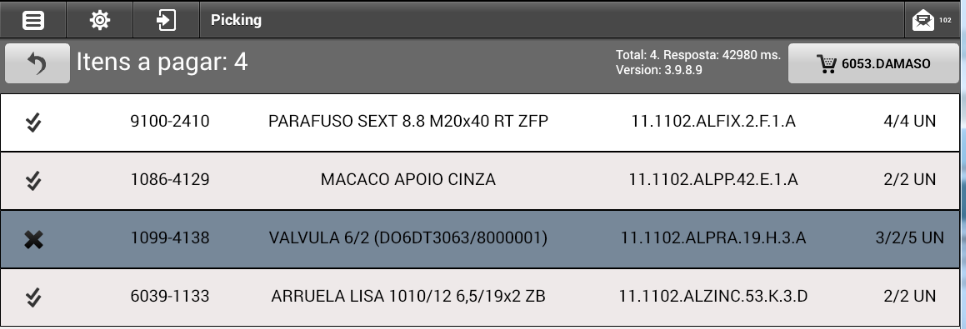 Picking
102
Itens a pagar: 4
Total: 4. Resposta: 42980 ms.
Version: 3.9.8.9
6053.DAMASO
9100-2410 PARAFUSO SEXT 8.8 M20x40 RT ZFP 11.1102.ALFIX.2.F.1.A 4/4 UN
1086-4129 MACACO APOIO CINZA 11.1102.ALPP.42.E.1.A 2/2 UN
1099-4138 VALVULA 6/2 (DO6DT3063/8000001) 11.1102.ALPRA.19.H.3.A 3/2/5 UN
6039-1133 ARRUELA LISA 1010/12 6,5/19x2 ZB 11.1102.ALZINC.53.K.3.D 2/2 UN